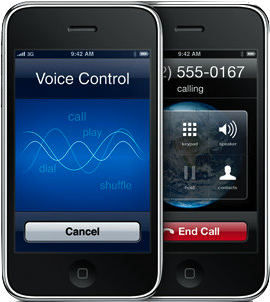 3G 9:42 AM
Voice Control
call
play
dial
shuffle
Cancel
9:42 AM
) 555-0167
calling
keypad
speaker
hold
contacts
End Call